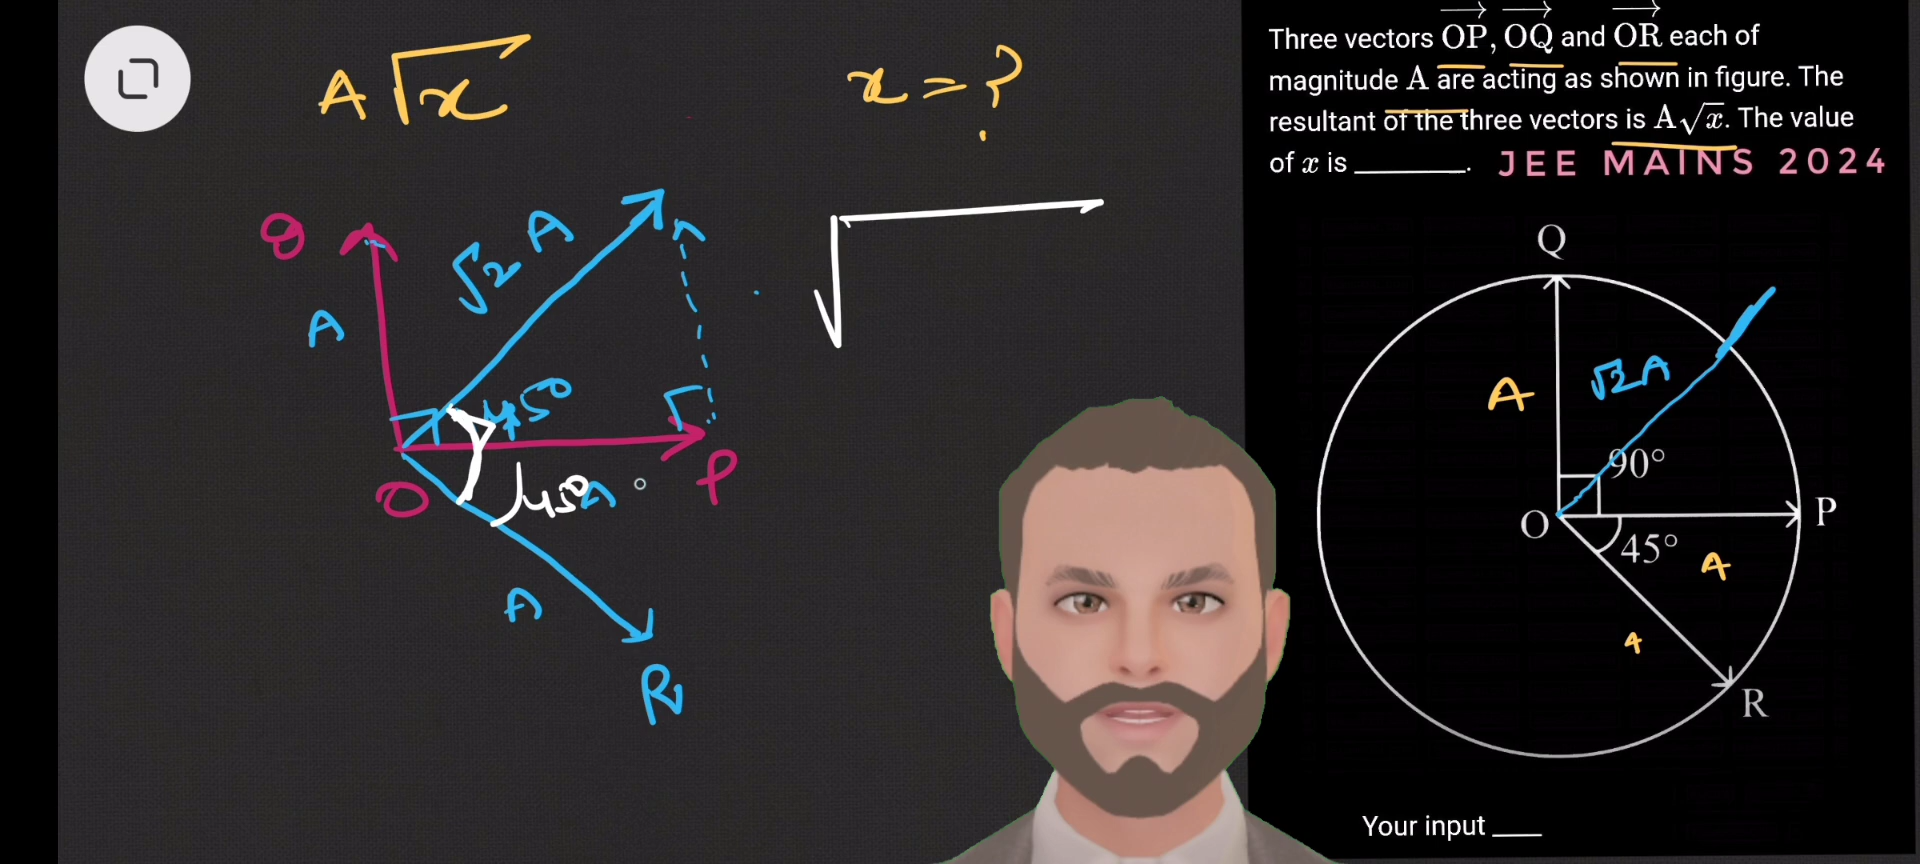 A√x
x = ?
Q
A
√2 A
45°
45°
A
O
P
A
R
Three vectors OP, OQ and OR each of
magnitude A are acting as shown in figure. The
resultant of the three vectors is A√x. The value
of x is ______.
JEE MAINS 2024
Q
A
√2A
90°
O
P
45°
A
A
R
Your input ___